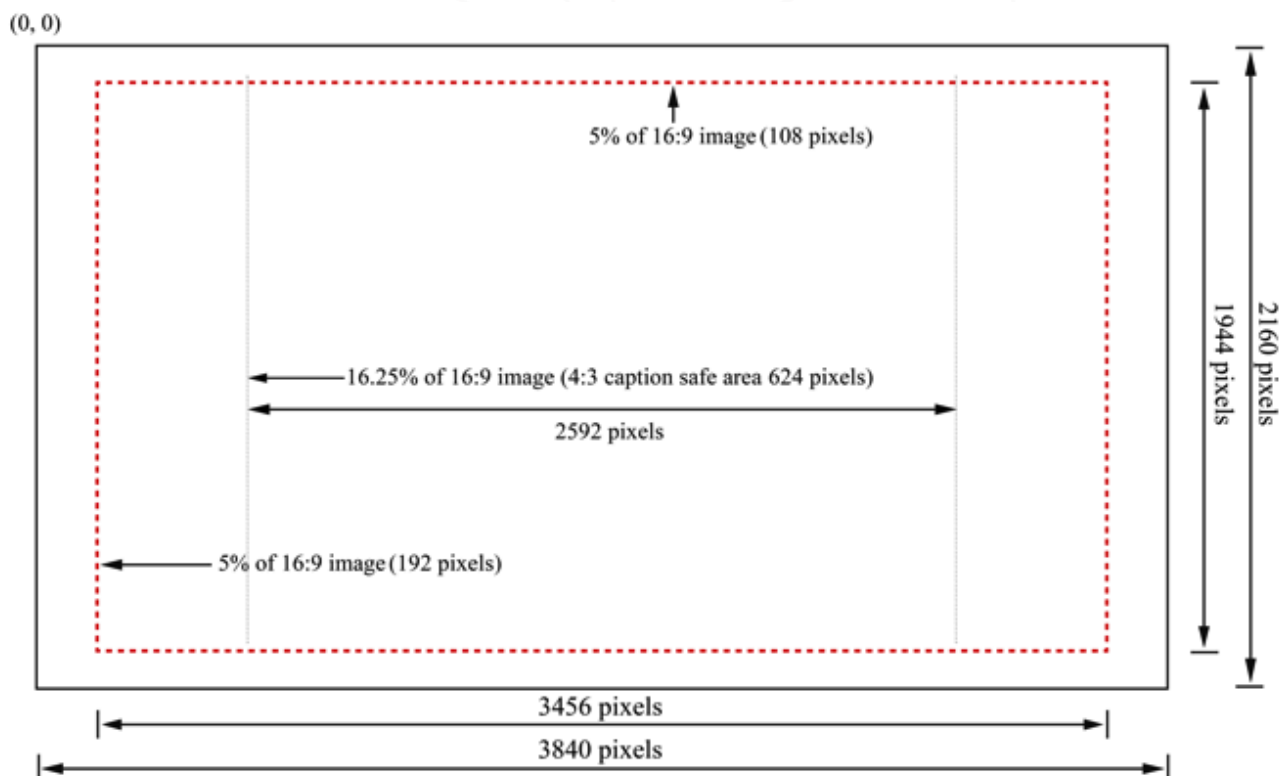 (0, 0)
5% of 16:9 image (108 pixels)
16.25% of 16:9 image (4:3 caption safe area 624 pixels)
2592 pixels
5% of 16:9 image (192 pixels)
1944 pixels
2160 pixels
3456 pixels
3840 pixels